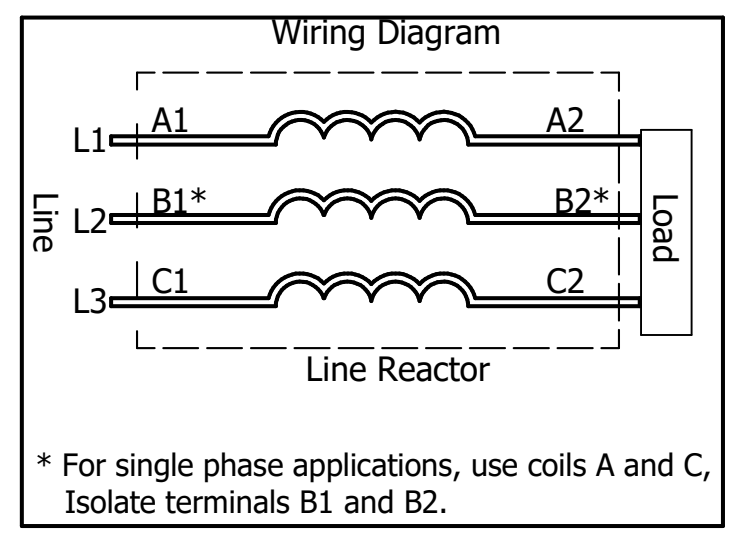 Wiring Diagram
A1 A2
L1
B1* B2*
L2
Line
Load
C1 C2
L3
Line Reactor
* For single phase applications, use coils A and C,
Isolate terminals B1 and B2.